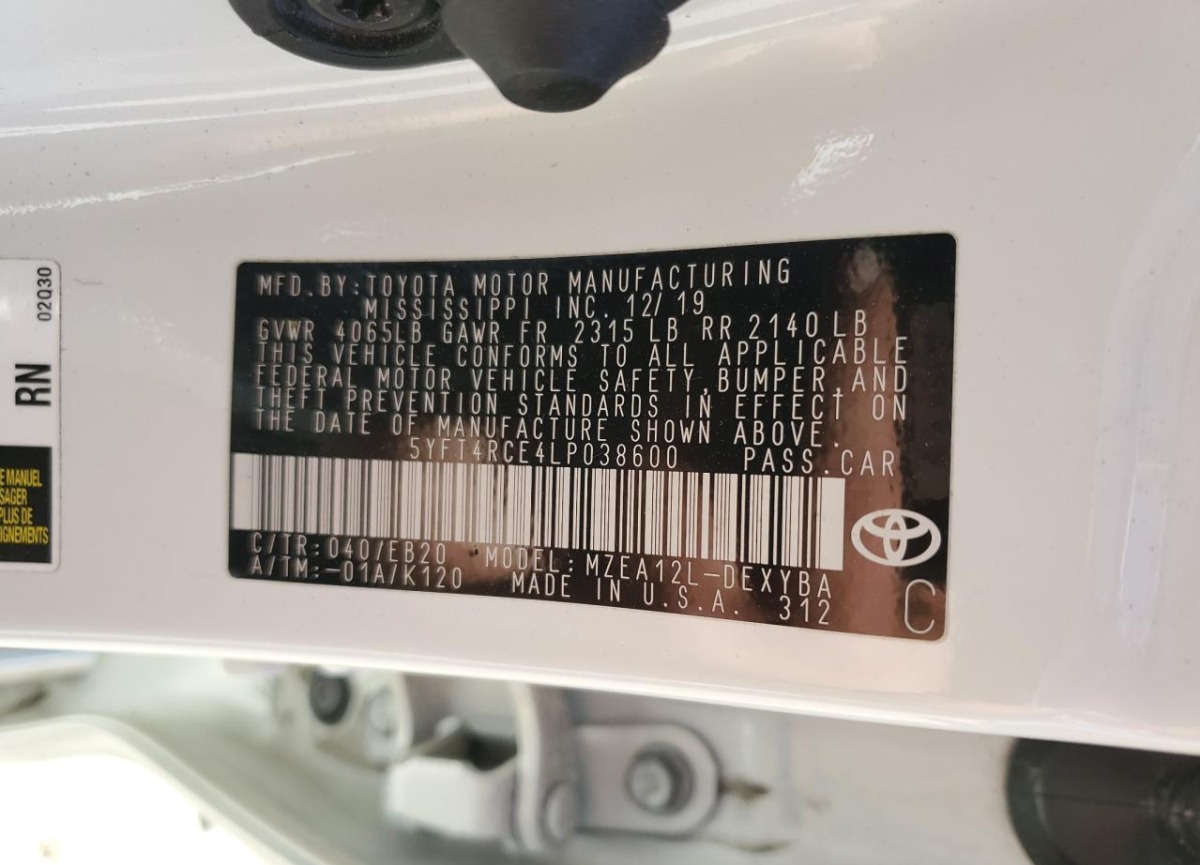 02Q30
RN
E MANUEL
SAGER
PLUS DE
IGNEMENTS
MFD.BY:TOYOTA MOTOR MANUFACTURING
MISSISSIPPI INC. 12/19
GVWR 4065LB GAWR FR 2315 LB RR 2140 LB
THIS VEHICLE CONFORMS TO ALL APPLICABLE
FEDERAL MOTOR VEHICLE SAFETY,BUMPER,AND
THEFT PREVENTION STANDARDS IN EFFECT ON
THE DATE OF MANUFACTURE SHOWN ABOVE.
5YFT4RCE4LP038600 PASS.CAR
C/TR:040/EB20 MODEL:MZEA12L-DEXYBA
A/TM:-01A/K120 MADE IN U.S.A. 312
C